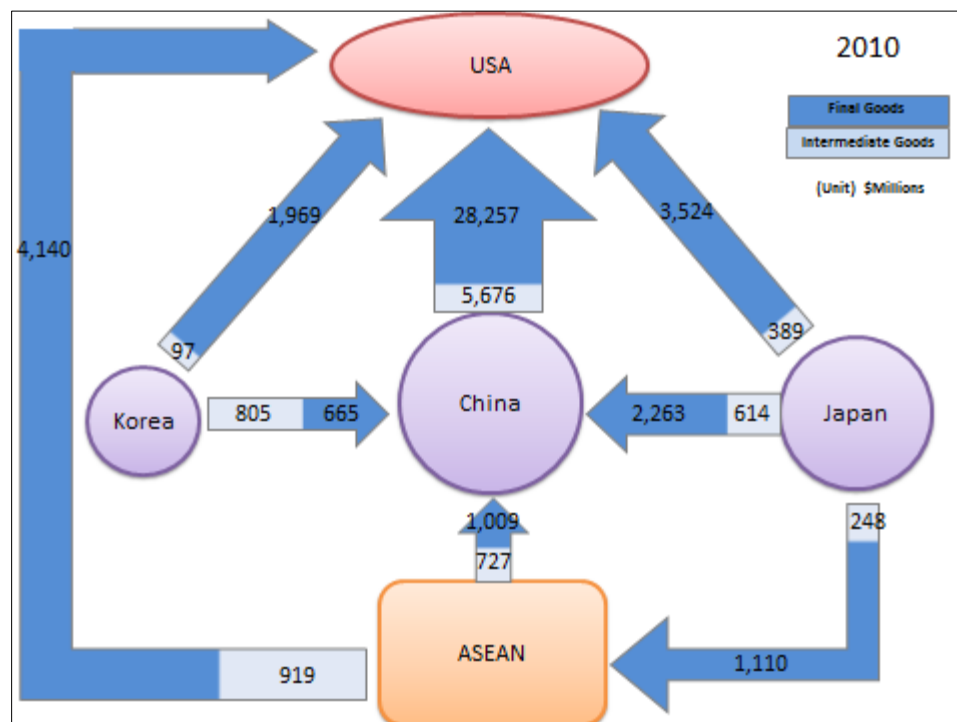 USA
2010
Final Goods
Intermediate Goods
(Unit) $Millions
4,140
1,969
28,257
3,524
5,676
97
389
Korea
805
665
China
2,263
614
Japan
1,009
248
727
ASEAN
919
1,110